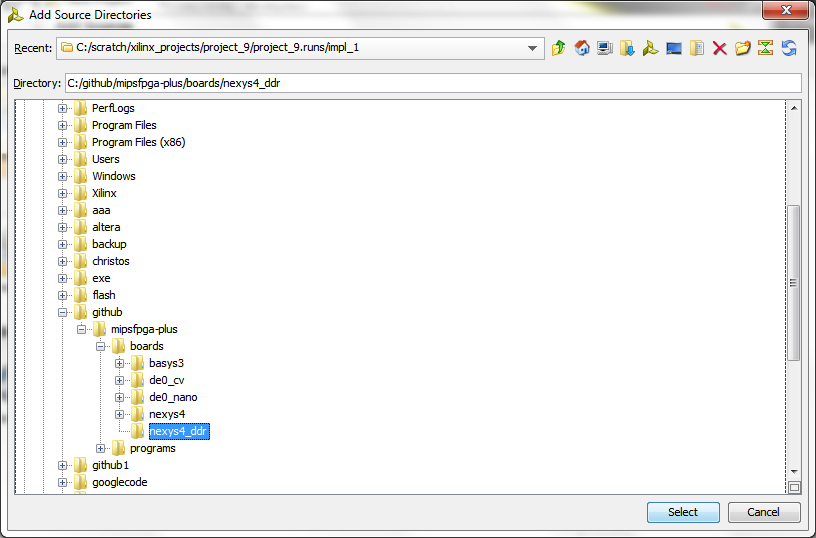 Add Source Directories
Recent: C:/scratch/xilinx_projects/project_9/project_9.runs/impl_1
Directory: C:/github/mipsfpga-plus/boards/nexys4_ddr
PerfLogs
Program Files
Program Files (x86)
Users
Windows
Xilinx
aaa
altera
backup
christos
exe
flash
github
mipsfpga-plus
boards
basys3
de0_cv
de0_nano
nexys4
nexys4_ddr
programs
github1
googlecode
Select Cancel